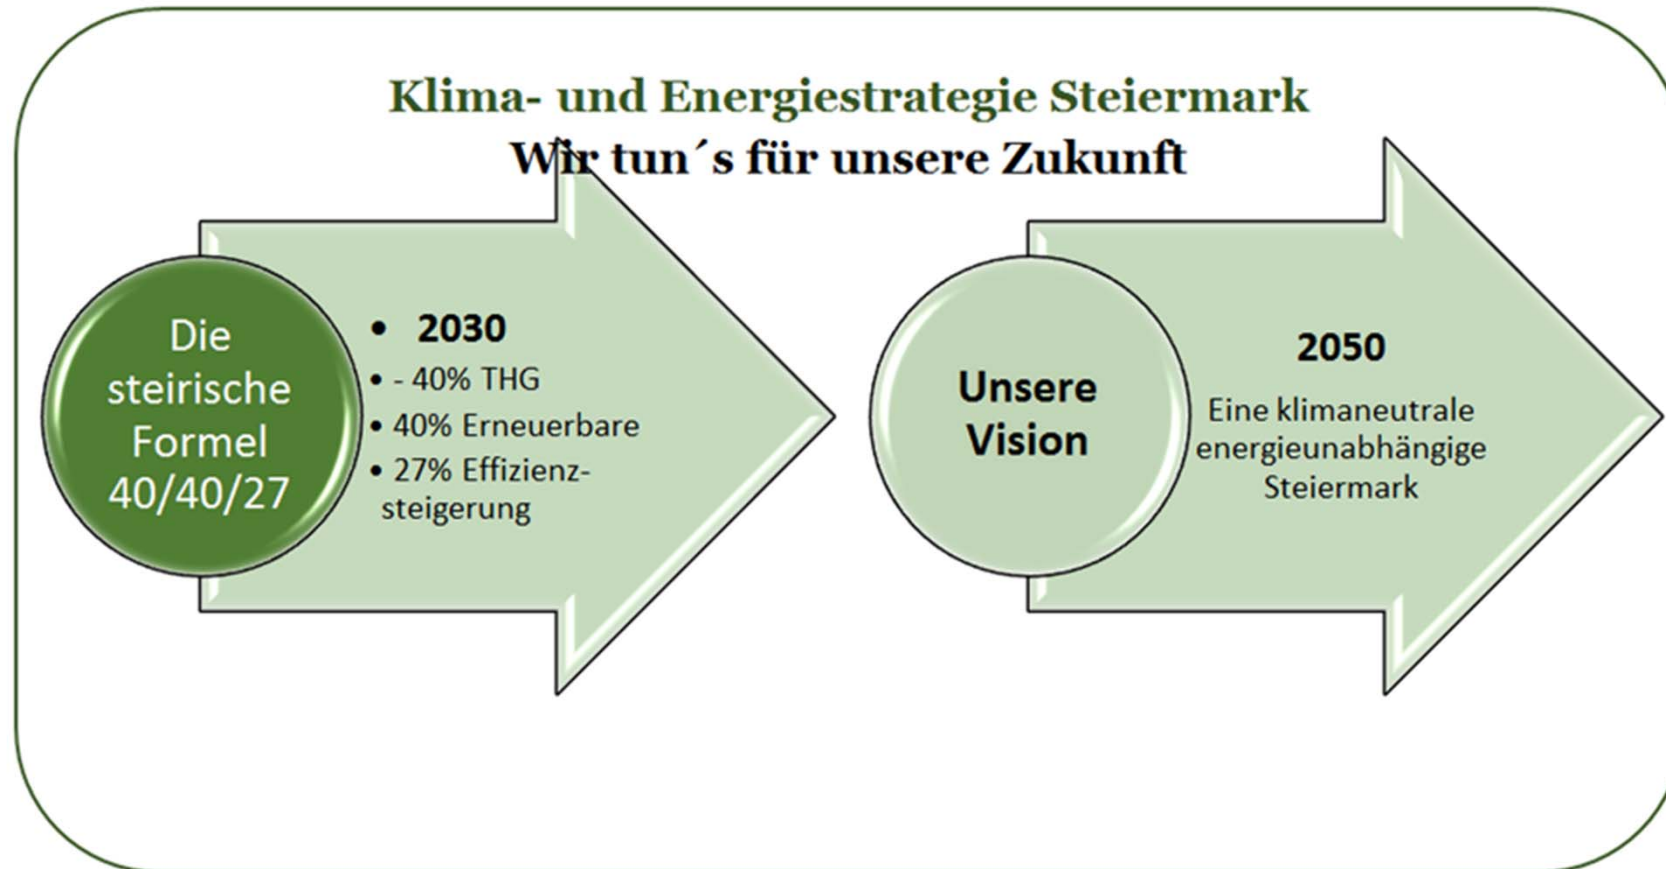 Klima- und Energiestrategie Steiermark
Wir tun´s für unsere Zukunft
Die
steirische
Formel
40/40/27
• 2030
• - 40% THG
• 40% Erneuerbare
• 27% Effizienz-
steigerung
Unsere
Vision
2050
Eine klimaneutrale
energieunabhängige
Steiermark